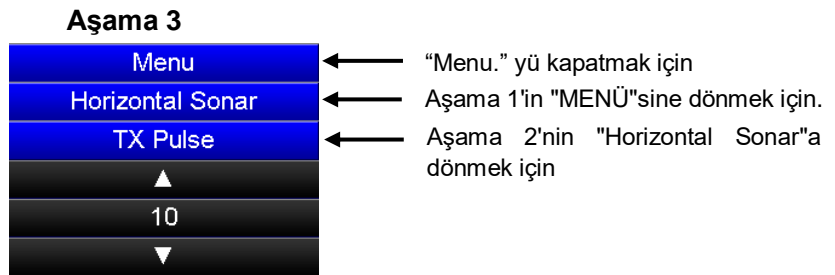 Aşama 3
Menu
“Menu.” yü kapatmak için
Horizontal Sonar
Aşama 1'in "MENÜ"sine dönmek için.
TX Pulse
Aşama 2'nin "Horizontal Sonar"a
dönmek için
▲
10
▼